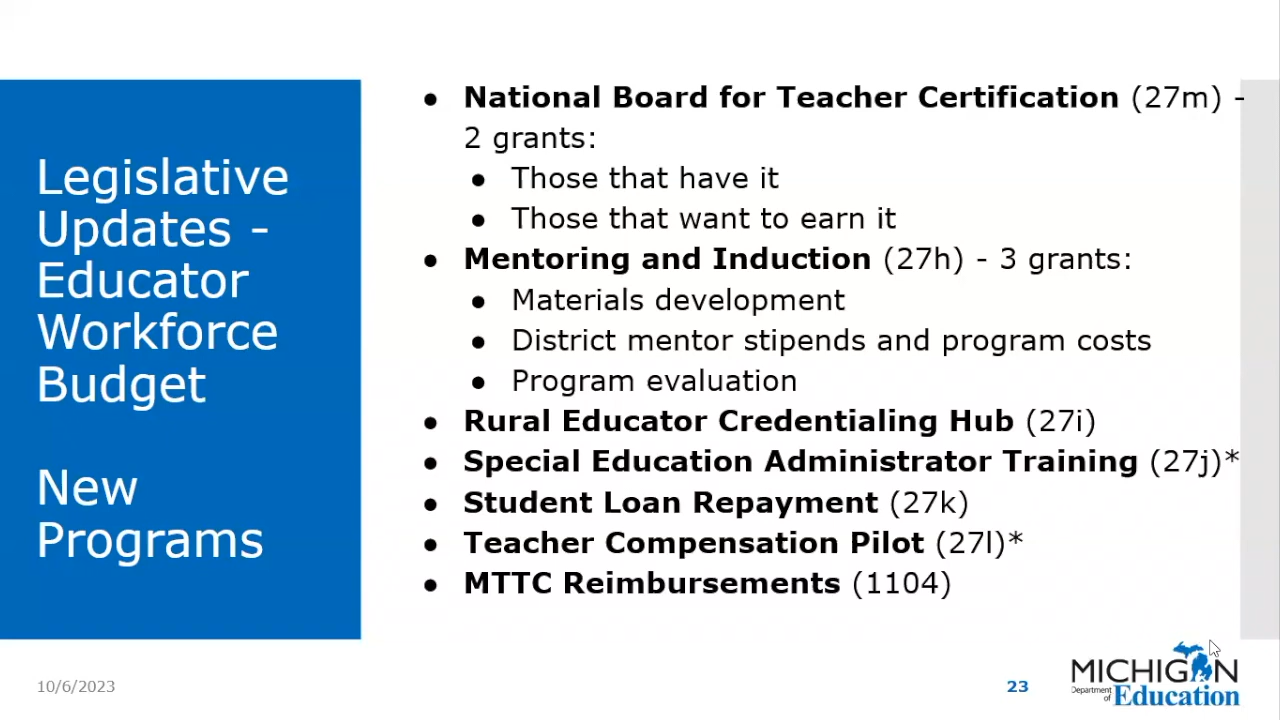 Legislative
Updates -
Educator
Workforce
Budget
New
Programs
● National Board for Teacher Certification (27m) -
2 grants:
● Those that have it
● Those that want to earn it
● Mentoring and Induction (27h) - 3 grants:
● Materials development
● District mentor stipends and program costs
● Program evaluation
● Rural Educator Credentialing Hub (27i)
● Special Education Administrator Training (27j)*
● Student Loan Repayment (27k)
● Teacher Compensation Pilot (27l)*
● MTTC Reimbursements (1104)
10/6/2023
23
MICHIGAN
Department of Education